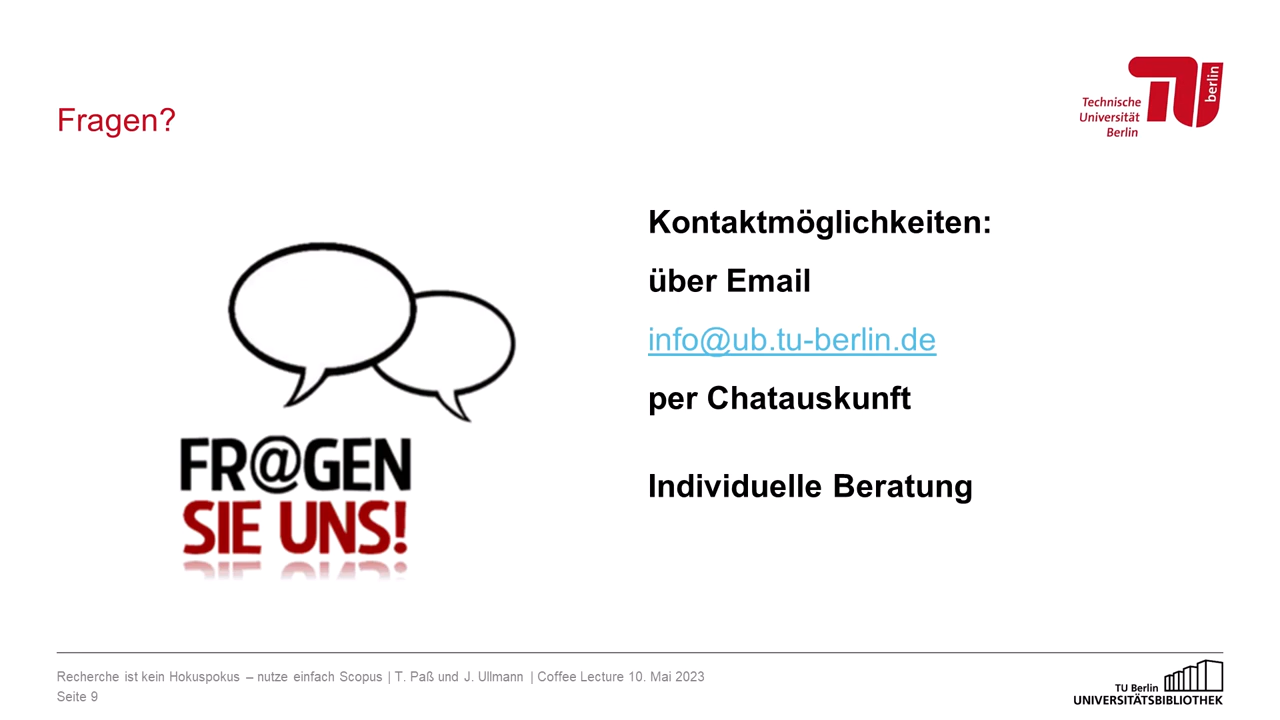 Fragen?
Technische
Universität
Berlin
berlin
Kontaktmöglichkeiten:
über Email
info@ub.tu-berlin.de
per Chatauskunft
Individuelle Beratung
FR@GEN
SIE UNS!
Recherche ist kein Hokuspokus – nutze einfach Scopus | T. Paß und J. Ullmann | Coffee Lecture 10. Mai 2023
Seite 9
TU Berlin
UNIVERSITÄTSBIBLIOTHEK